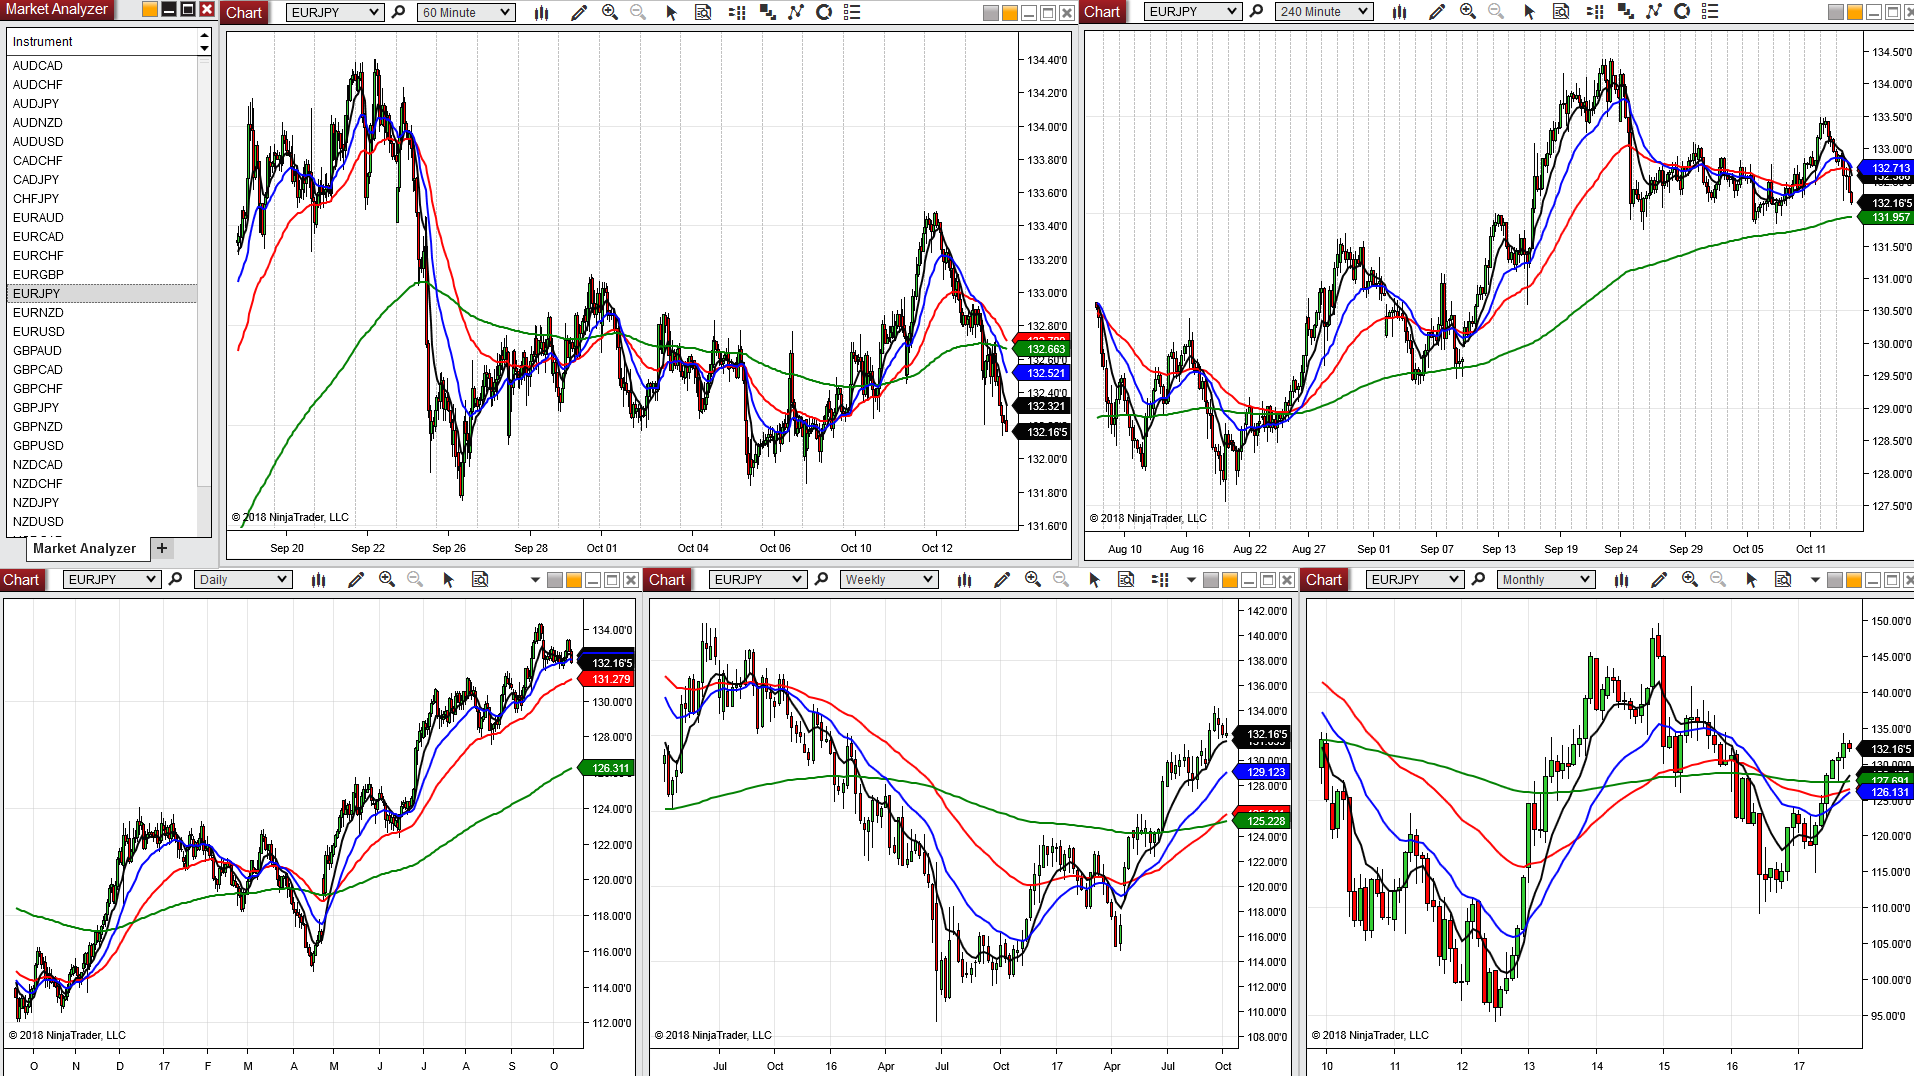 Market Analyzer
Instrument
AUDCAD
AUDCHF
AUDJPY
AUDNZD
AUDUSD
CADCHF
CADJPY
CHFJPY
EURAUD
EURCAD
EURCHF
EURGBP
EURJPY
EURNZD
EURUSD
GBPAUD
GBPCAD
GBPCHF
GBPJPY
GBPNZD
GBPUSD
NZDCAD
NZDCHF
NZDJPY
NZDUSD
Market Analyzer +
Chart EURJPY 60 Minute
134.40'0
134.20'0
134.00'0
133.80'0
133.60'0
133.40'0
133.20'0
133.00'0
132.80'0
132.663
132.60'0
132.521
132.40'0
132.321
132.16'5
132.00'0
131.80'0
131.60'0
© 2018 NinjaTrader, LLC
Sep 20 Sep 22 Sep 26 Sep 28 Oct 01 Oct 04 Oct 06 Oct 10 Oct 12
Chart EURJPY 240 Minute
134.50'0
134.00'0
133.50'0
133.00'0
132.713
132.16'5
131.957
131.50'0
131.00'0
130.50'0
130.00'0
129.50'0
129.00'0
128.50'0
128.00'0
127.50'0
© 2018 NinjaTrader, LLC
Aug 10 Aug 16 Aug 22 Aug 27 Sep 01 Sep 07 Sep 13 Sep 19 Sep 24 Sep 29 Oct 05 Oct 11
Chart EURJPY Daily
134.00'0
132.16'5
131.279
130.00'0
128.00'0
126.311
124.00'0
122.00'0
120.00'0
118.00'0
116.00'0
114.00'0
112.00'0
© 2018 NinjaTrader, LLC
O N D 17 F M A M J J A S O
Chart EURJPY Weekly
142.00'0
140.00'0
138.00'0
136.00'0
134.00'0
132.16'5
130.00'0
129.123
128.00'0
125.228
124.00'0
122.00'0
120.00'0
118.00'0
116.00'0
114.00'0
112.00'0
110.00'0
108.00'0
© 2018 NinjaTrader, LLC
Jul Oct 16 Apr Jul Oct 17 Apr Jul Oct
Chart EURJPY Monthly
150.00'0
145.00'0
140.00'0
135.00'0
132.16'5
130.00'0
127.691
126.131
125.00'0
120.00'0
115.00'0
110.00'0
105.00'0
100.00'0
95.00'0
© 2018 NinjaTrader, LLC
10 11 12 13 14 15 16 17